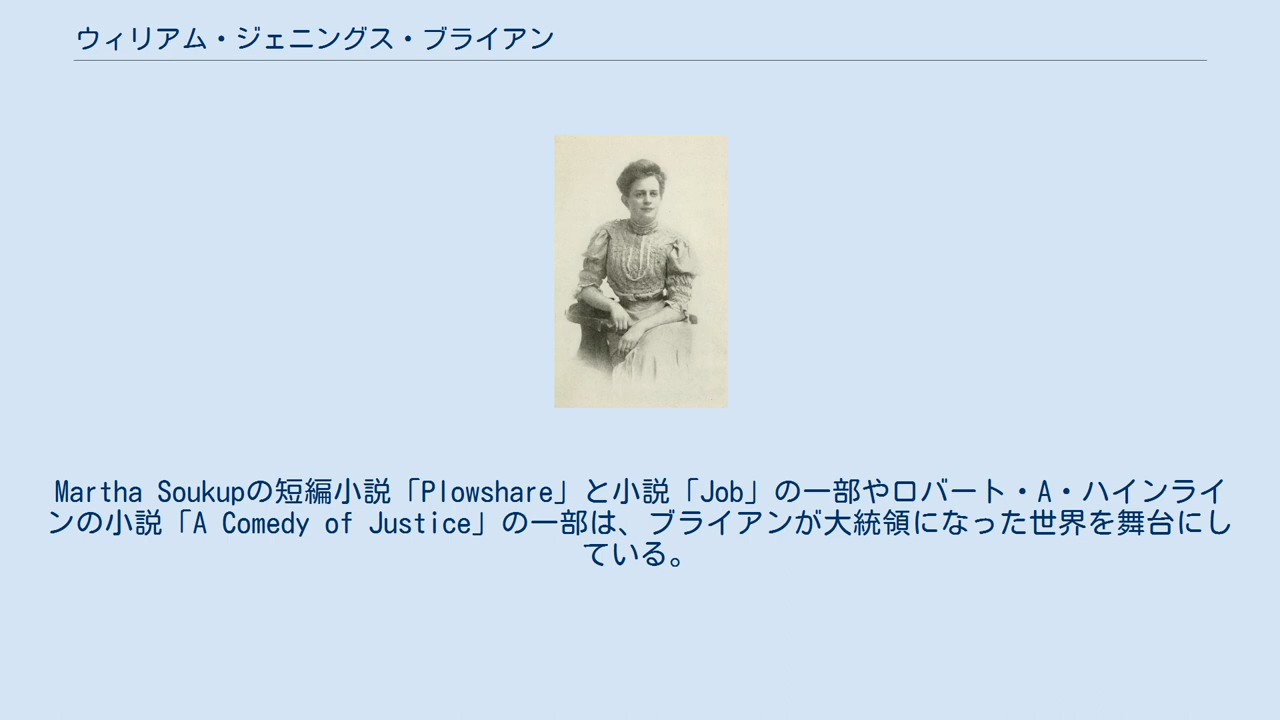 ウィリアム・ジェニングス・ブライアン
Martha Soukupの短編小説「Plowshare」と小説「Job」の一部やロバート・A・ハインライ
ンの小説「A Comedy of Justice」の一部は、ブライアンが大統領になった世界を舞台にし
ている。